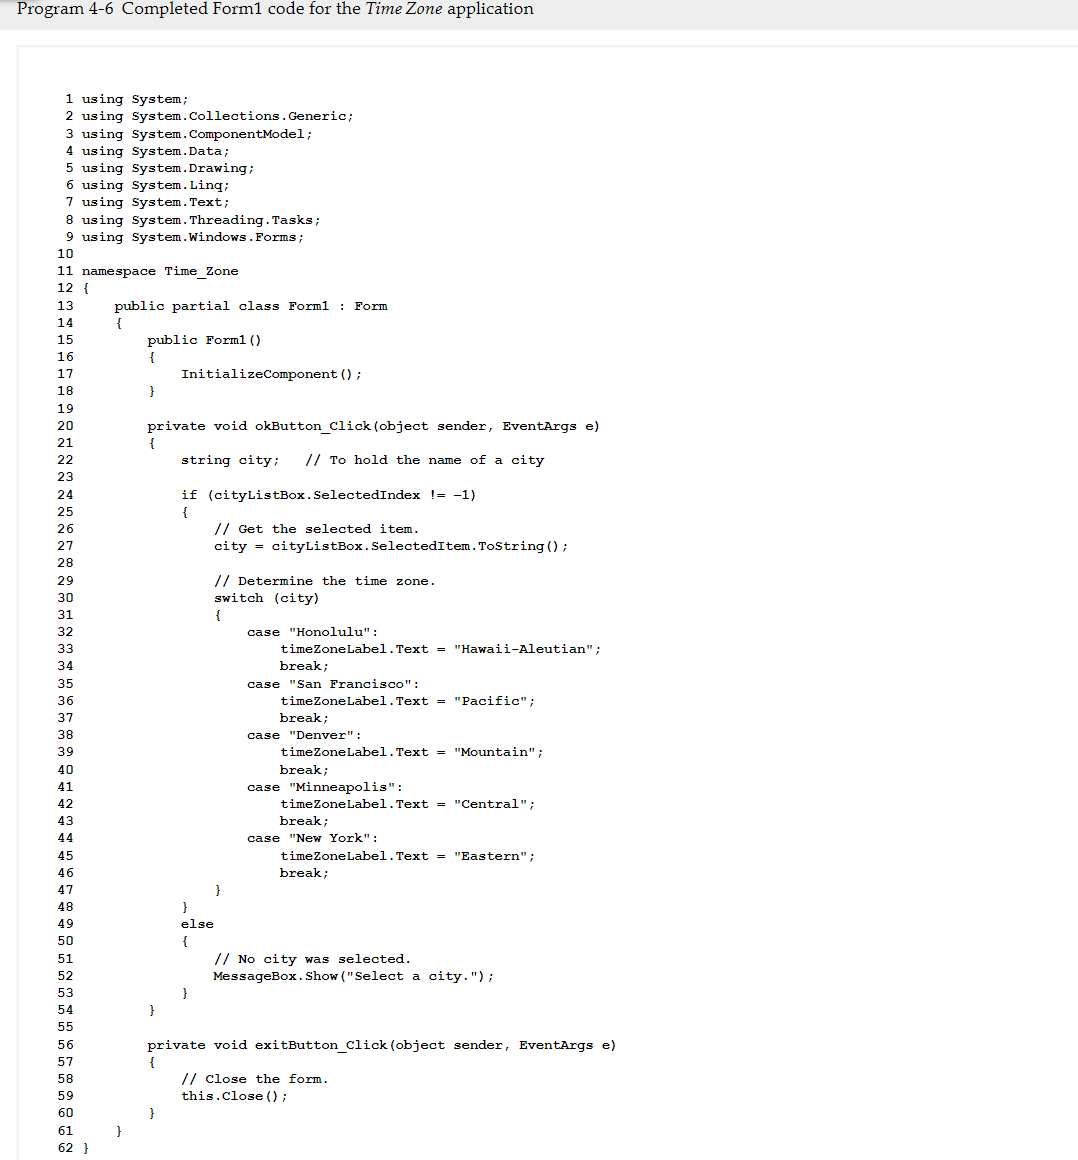 Program 4-6 Completed Form1 code for the Time Zone application
1 using System;
2 using System.Collections.Generic;
3 using System.ComponentModel;
4 using System.Data;
5 using System.Drawing;
6 using System.Linq;
7 using System.Text;
8 using System.Threading.Tasks;
9 using System.Windows.Forms;
10
11 namespace Time_Zone
12 {
13     public partial class Form1 : Form
14     {
15         public Form1()
16         {
17             InitializeComponent();
18         }
19
20         private void okButton_Click(object sender, EventArgs e)
21         {
22             string city;   // To hold the name of a city
23
24             if (cityListBox.SelectedIndex != -1)
25             {
26                 // Get the selected item.
27                 city = cityListBox.SelectedItem.ToString();
28
29                 // Determine the time zone.
30                 switch (city)
31                 {
32                     case "Honolulu":
33                         timeZoneLabel.Text = "Hawaii-Aleutian";
34                         break;
35                     case "San Francisco":
36                         timeZoneLabel.Text = "Pacific";
37                         break;
38                     case "Denver":
39                         timeZoneLabel.Text = "Mountain";
40                         break;
41                     case "Minneapolis":
42                         timeZoneLabel.Text = "Central";
43                         break;
44                     case "New York":
45                         timeZoneLabel.Text = "Eastern";
46                         break;
47                 }
48             }
49             else
50             {
51                 // No city was selected.
52                 MessageBox.Show("Select a city.");
53             }
54         }
55
56         private void exitButton_Click(object sender, EventArgs e)
57         {
58             // Close the form.
59             this.Close();
60         }
61     }
62 }